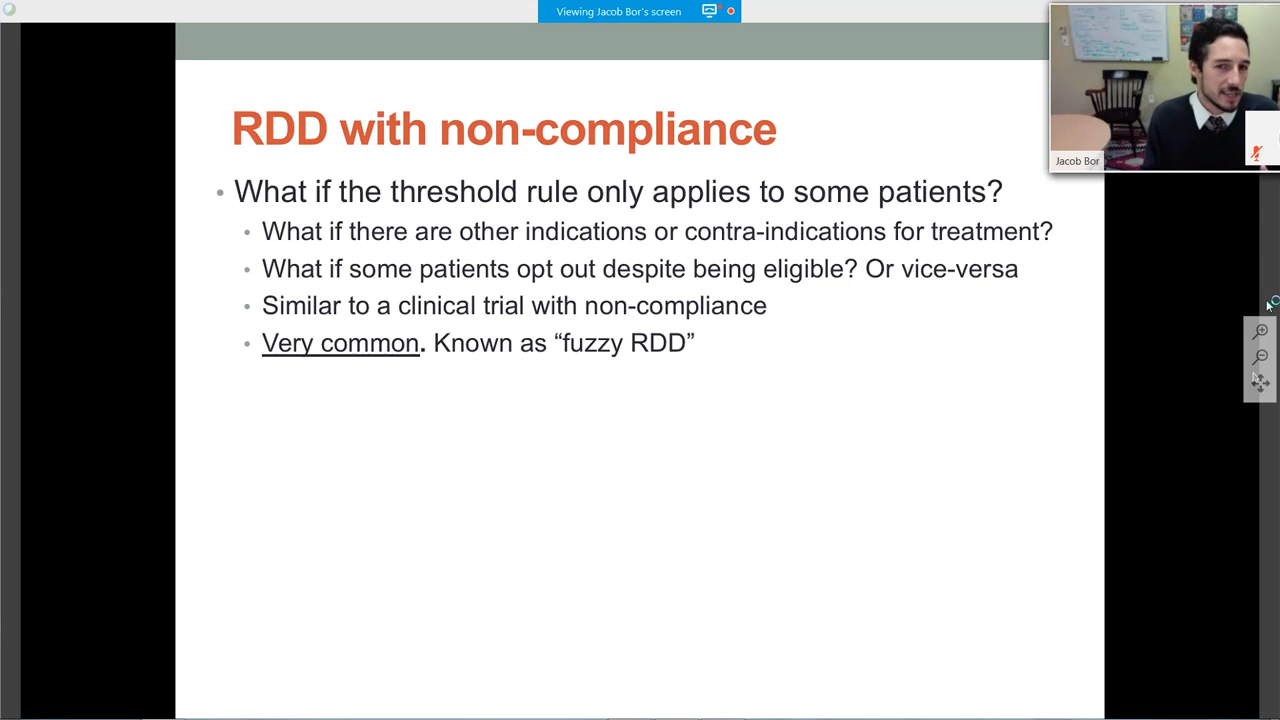 Viewing Jacob Bor's screen
RDD with non-compliance
• What if the threshold rule only applies to some patients?
• What if there are other indications or contra-indications for treatment?
• What if some patients opt out despite being eligible? Or vice-versa
• Similar to a clinical trial with non-compliance
• Very common. Known as “fuzzy RDD”
Jacob Bor